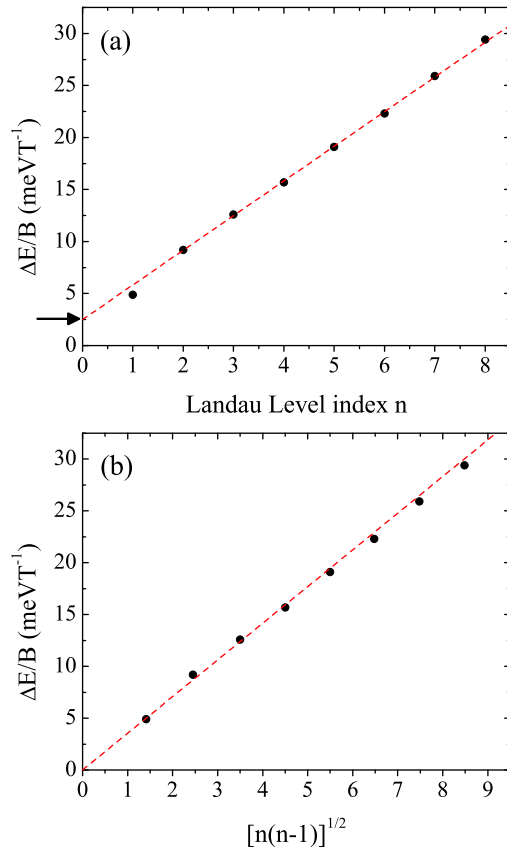 (a)
30
25
20
15
10
5
0
ΔE/B (meVT⁻¹)
0 1 2 3 4 5 6 7 8
Landau Level index n
(b)
30
25
20
15
10
5
0
ΔE/B (meVT⁻¹)
0 1 2 3 4 5 6 7 8 9
[n(n-1)]^{1/2}